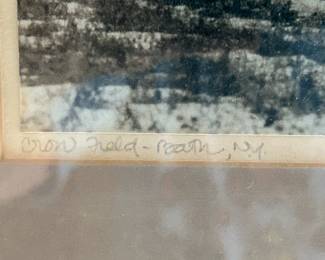 Crow Field - Bath, N.Y.